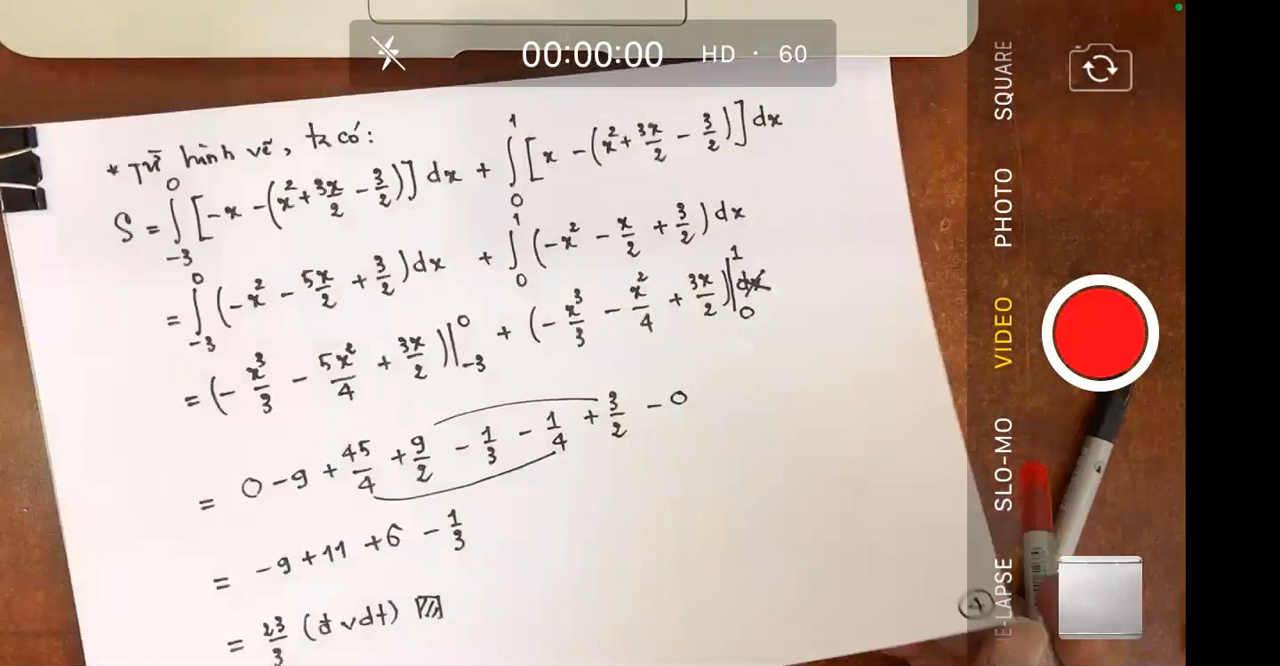 00:00:00 HD · 60
* Từ hình vẽ, ta có:
S = ∫_{-3}^{0} [-x - (x² + 3x/2 - 3/2)] dx + ∫_{0}^{1} [x - (x² + 3x/2 - 3/2)] dx
= ∫_{-3}^{0} (-x² - 5x/2 + 3/2) dx + ∫_{0}^{1} (-x² - x/2 + 3/2) dx
= (-x³/3 - 5x²/4 + 3x/2)|_{-3}^{0} + (-x³/3 - x²/4 + 3x/2)|_{0}^{1}
= 0 - 9 + 45/4 + 9/2 - 1/3 - 1/4 + 3/2 - 0
= -9 + 11 + 6 - 1/3
= 23/3 (đvdt)
4
SQUARE
PHOTO
VIDEO
SLO-MO
E-LAPSE